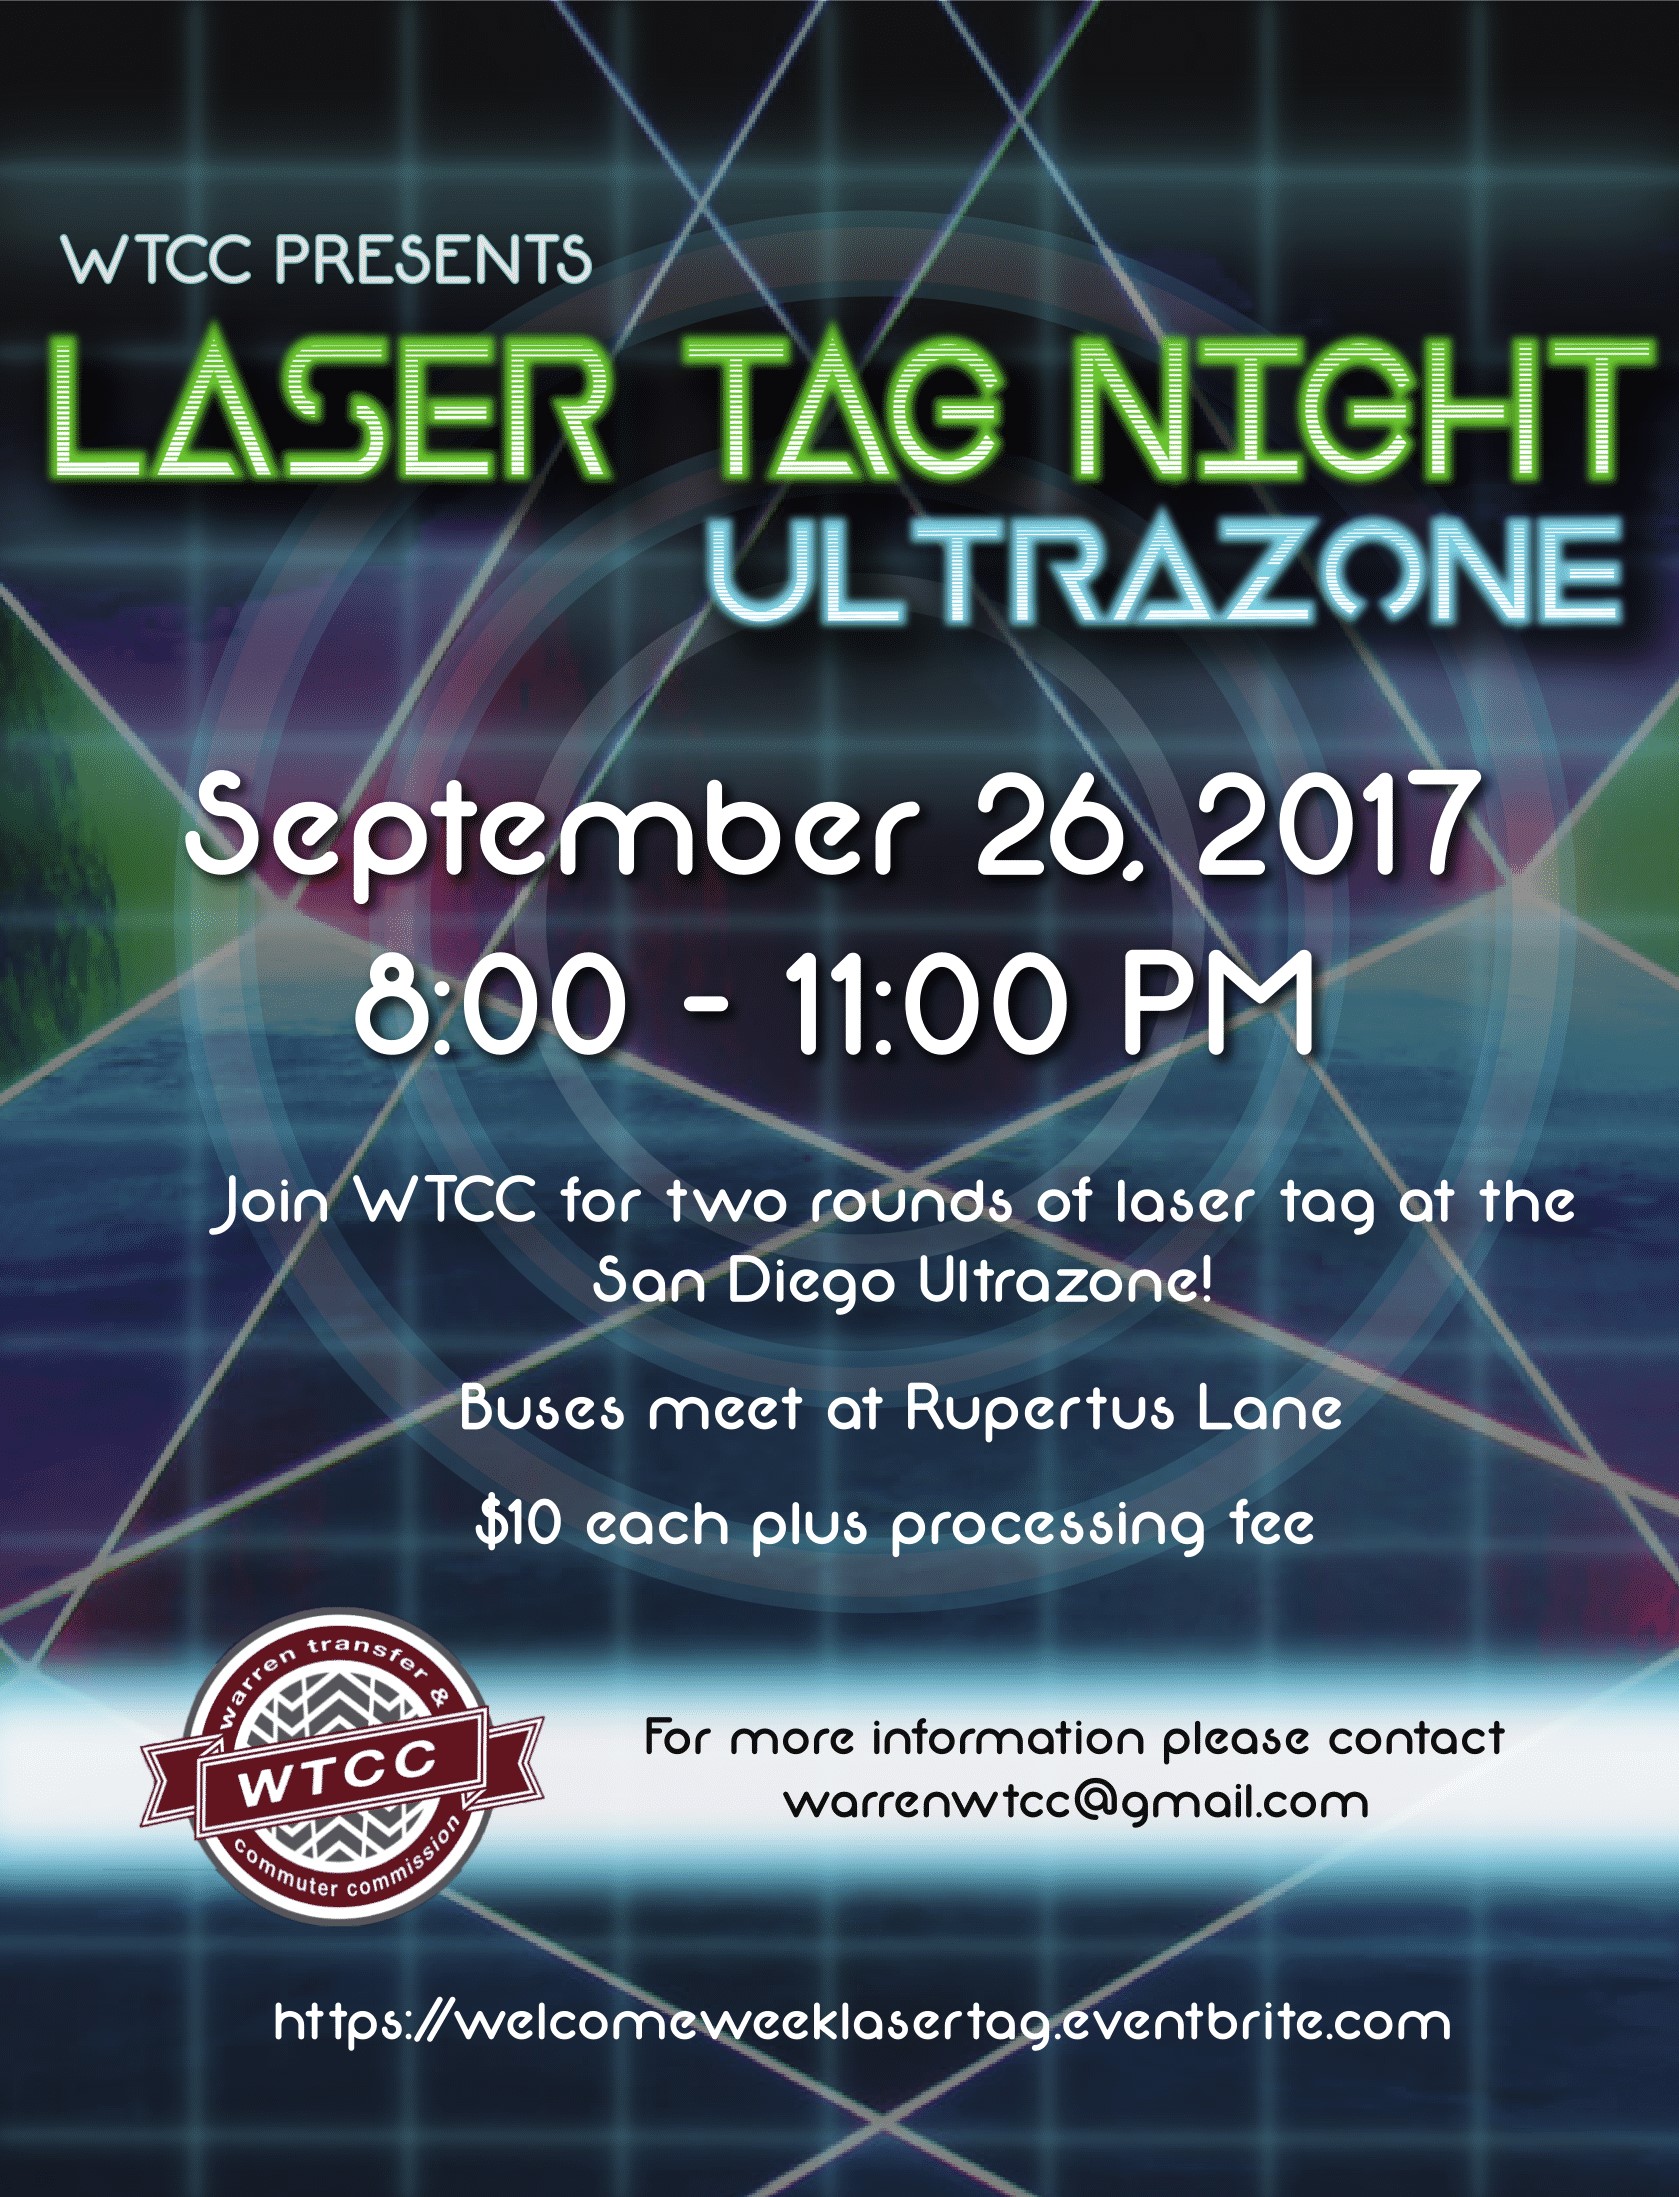 WTCC PRESENTS
LASER TAG NIGHT
ULTRAZONE
September 26, 2017
8:00 - 11:00 PM
Join WTCC for two rounds of laser tag at the
San Diego Ultrazone!
Buses meet at Rupertus Lane
$10 each plus processing fee
warren transfer &
WTCC
commuter commission
For more information please contact
warrenwtcc@gmail.com
https://welcomeweeklasertag.eventbrite.com